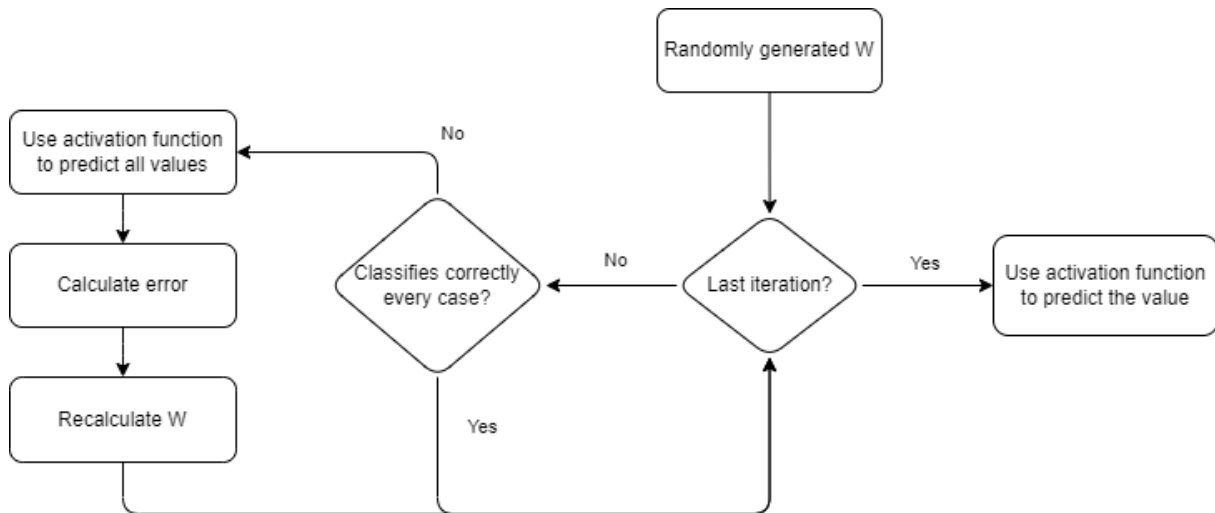 Randomly generated W
Use activation function
to predict all values
No
Classifies correctly
every case?
No
Last iteration?
Yes
Use activation function
to predict the value
Calculate error
Recalculate W
Yes